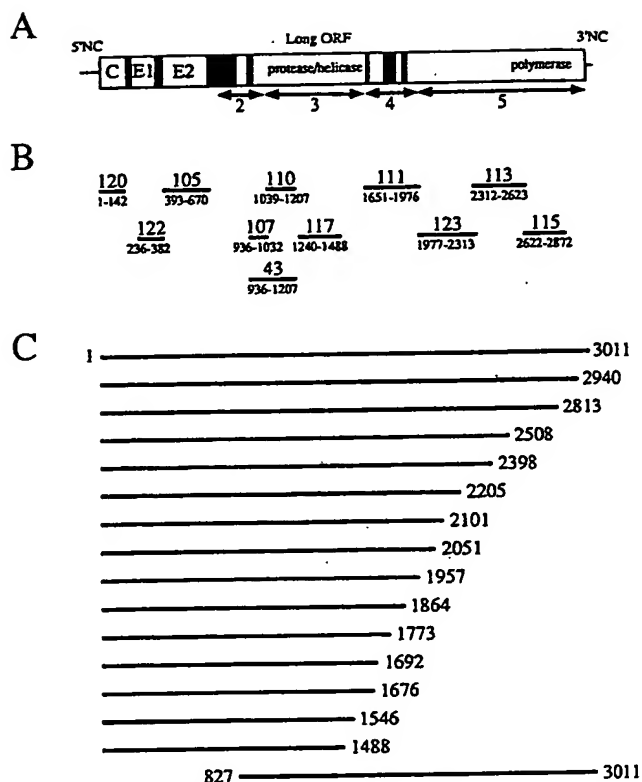 A
Long ORF
5'NC
3'NC
C E1 E2 protease/helicase polymerase
2 3 4 5
B
120 105 110 111 113
1-142 393-670 1039-1207 1651-1976 2312-2623
122 107 117 123 115
236-382 936-1032 1240-1488 1977-2313 2622-2872
43
936-1207
C
1 3011
2940
2813
2508
2398
2205
2101
2051
1957
1864
1773
1692
1676
1546
1488
827 3011